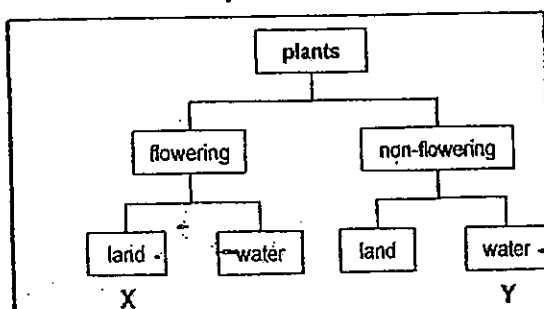 plants
flowering non-flowering
land water land water
X Y